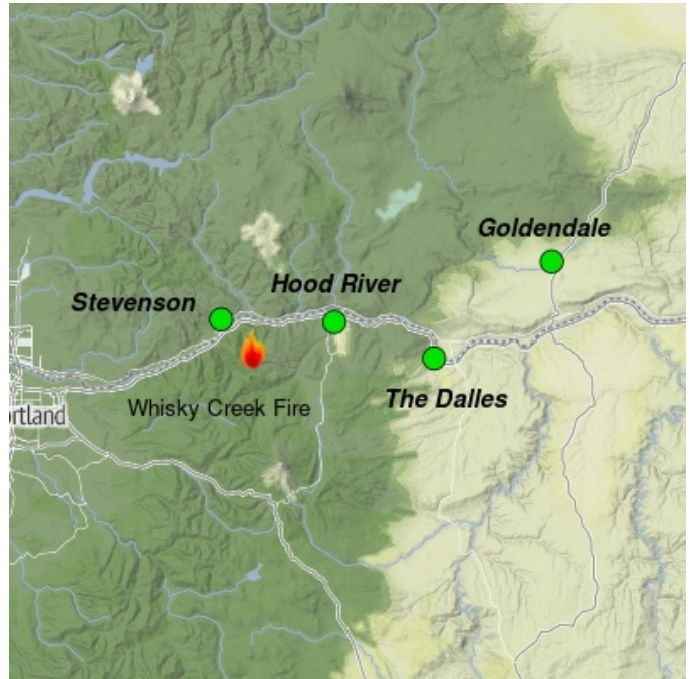 Goldendale
Hood River
Stevenson
The Dalles
Whisky Creek Fire
ortland